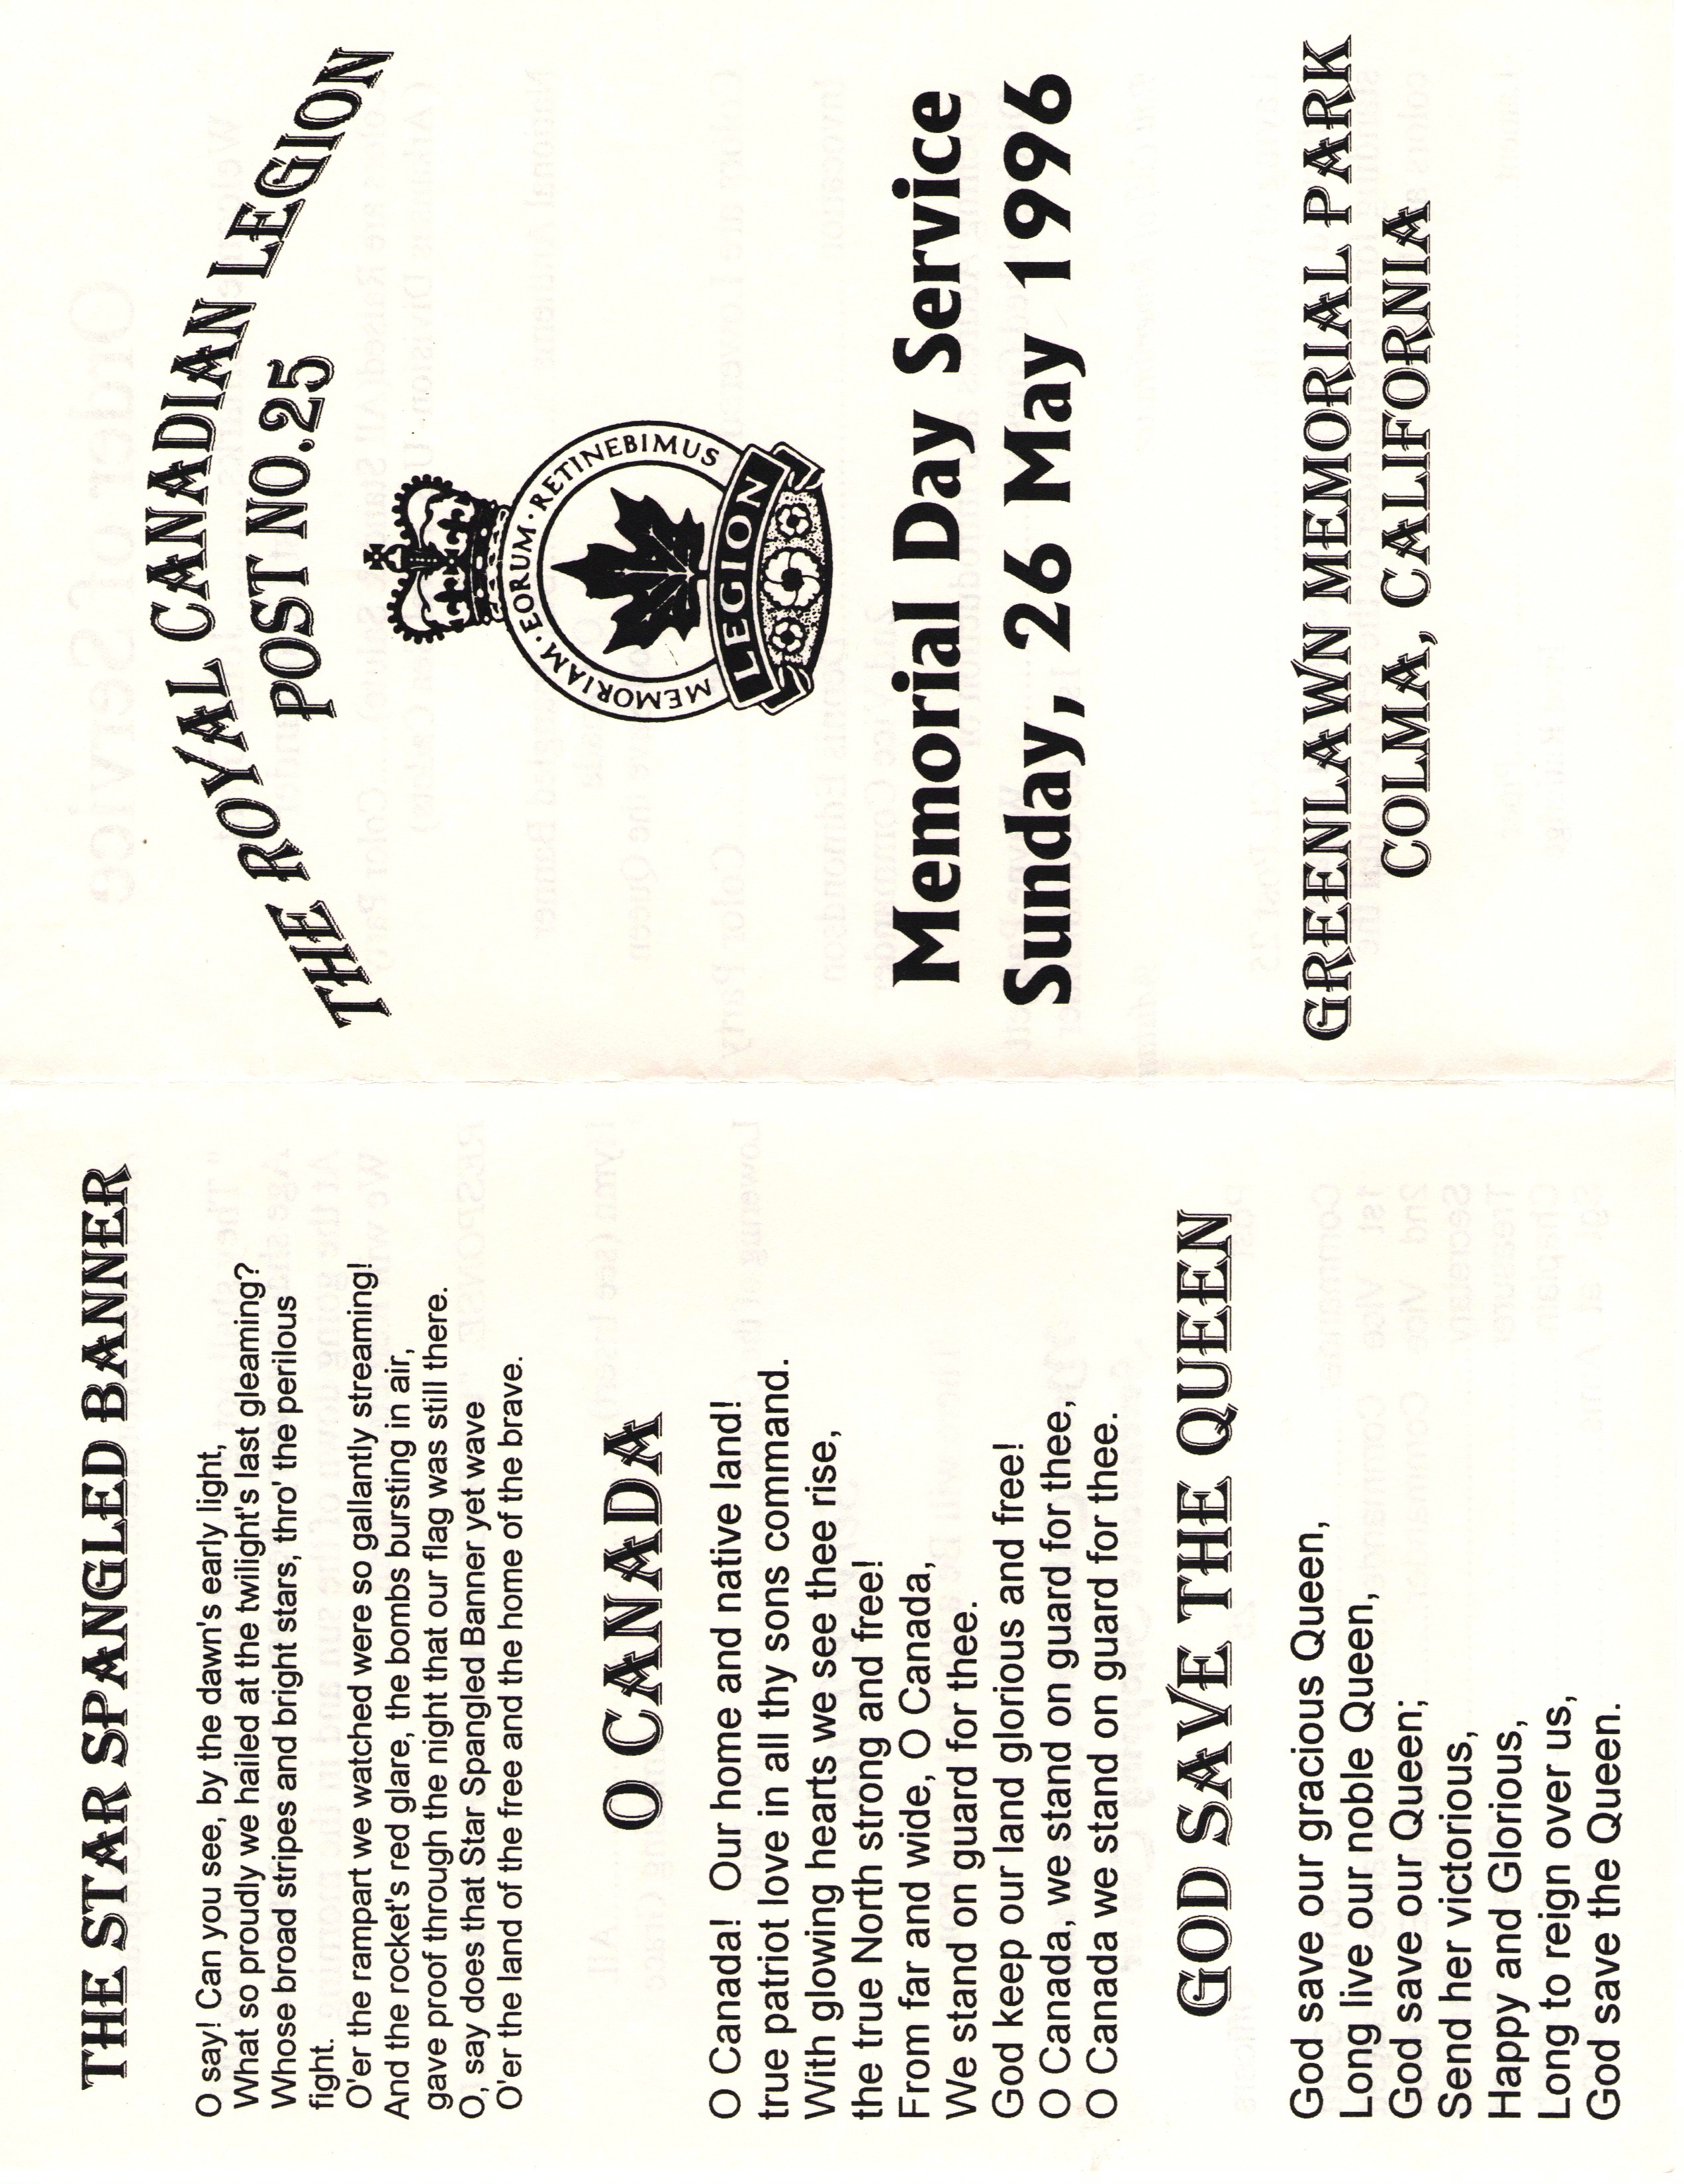 THE STAR SPANGLED BANNER
O say! Can you see, by the dawn's early light,
What so proudly we hailed at the twilight's last gleaming?
Whose broad stripes and bright stars, thro' the perilous
fight.
O'er the rampart we watched were so gallantly streaming!
And the rocket's red glare, the bombs bursting in air,
gave proof through the night that our flag was still there.
O, say does that Star Spangled Banner yet wave
O'er the land of the free and the home of the brave.
O CANADA
O Canada! Our home and native land!
true patriot love in all thy sons command.
With glowing hearts we see thee rise,
the true North strong and free!
From far and wide, O Canada,
We stand on guard for thee.
God keep our land glorious and free!
O Canada, we stand on guard for thee,
O Canada we stand on guard for thee.
GOD SAVE THE QUEEN
God save our gracious Queen,
Long live our noble Queen,
God save our Queen;
Send her victorious,
Happy and Glorious,
Long to reign over us,
God save the Queen.
THE ROYAL CANADIAN LEGION
POST NO.25
MEMORIAM · EORUM · RETINEBIMUS
LEGION
Memorial Day Service
Sunday, 26 May 1996
GREENLAWN MEMORIAL PARK
COLMA, CALIFORNIA